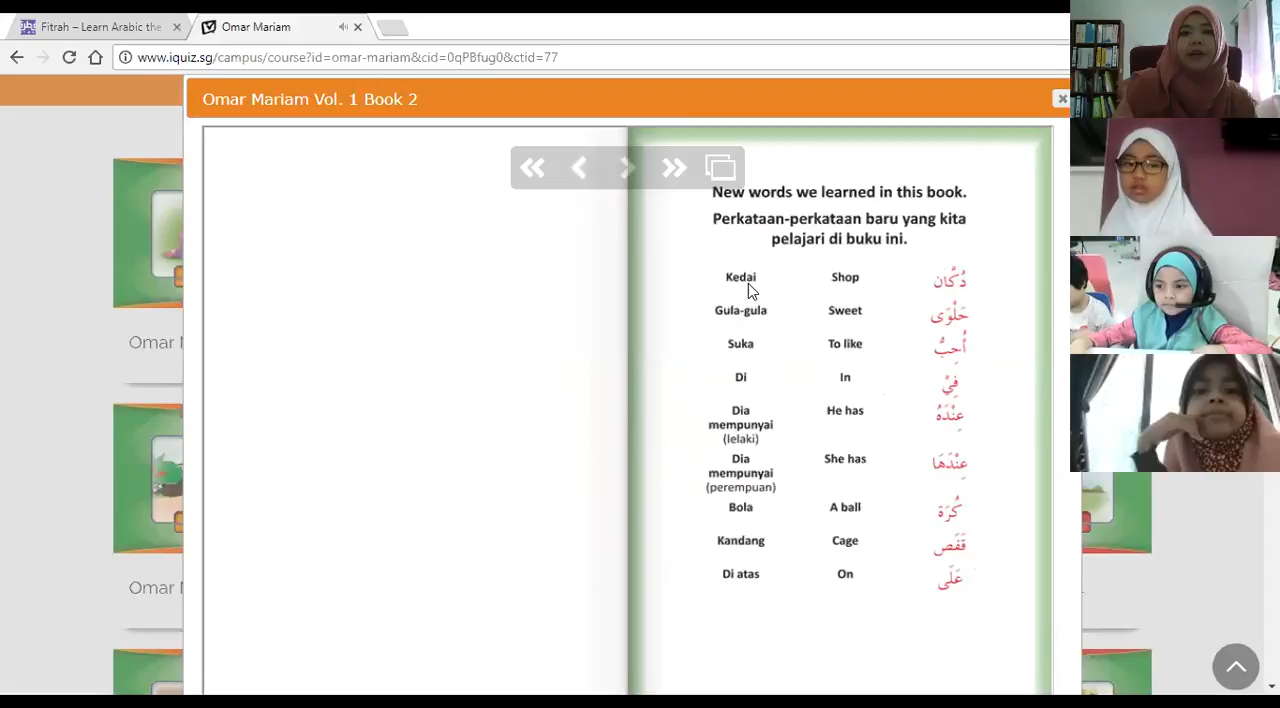 Fitrah – Learn Arabic the
Omar Mariam
www.iquiz.sg/campus/course?id=omar-mariam&cid=0qPBfug0&ctid=77
Omar Mariam Vol. 1 Book 2
New words we learned in this book.
Perkataan-perkataan baru yang kita
pelajari di buku ini.
Kedai Shop دُكَّان
Gula-gula Sweet حَلْوَى
Suka To like أُحِبُّ
Di In فِيْ
Dia He has عِنْدَهُ
mempunyai
(lelaki)
Dia She has عِنْدَهَا
mempunyai
(perempuan)
Bola A ball كُرَة
Kandang Cage قَفَص
Di atas On عَلَى
Omar M
Omar M